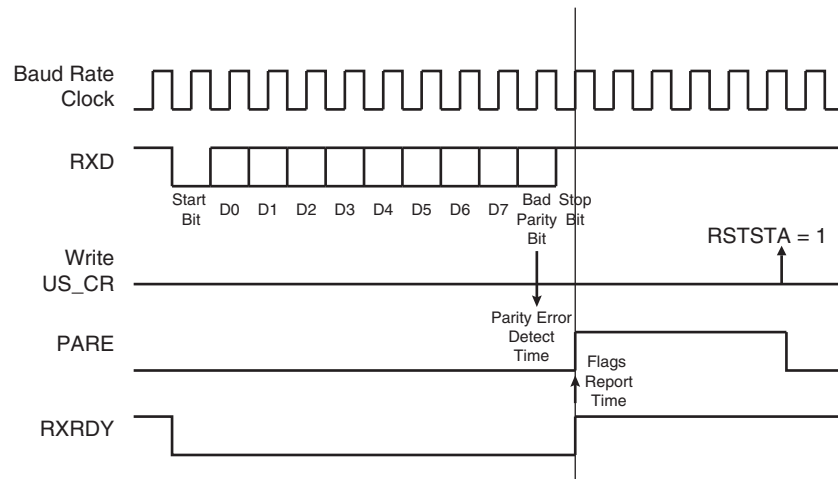 Baud Rate
Clock
RXD
Start
Bit
D0
D1
D2
D3
D4
D5
D6
D7
Bad
Parity
Bit
Stop
Bit
Write
US_CR
RSTSTA = 1
Parity Error
Detect
Time
PARE
Flags
Report
Time
RXRDY